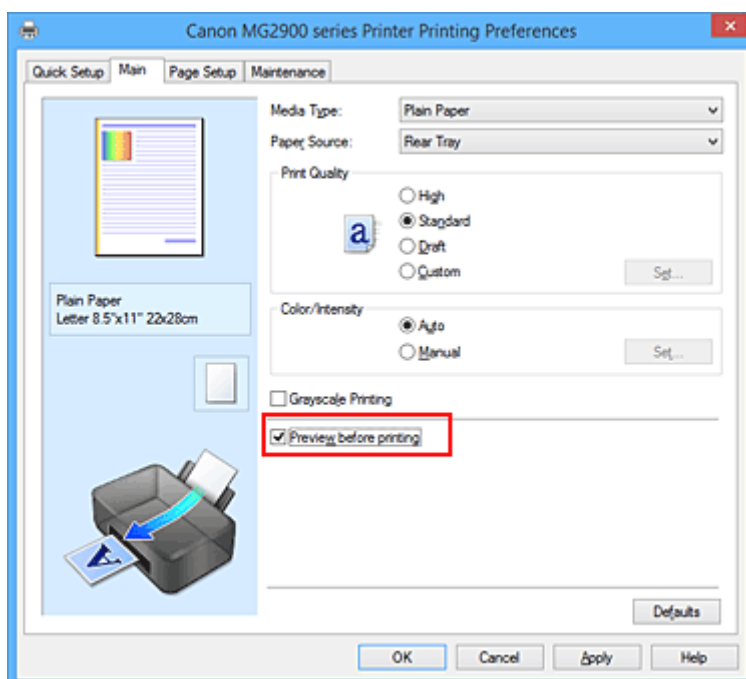 Canon MG2900 series Printer Printing Preferences
Quick Setup Main Page Setup Maintenance
Media Type: Plain Paper
Paper Source: Rear Tray
Print Quality
High
Standard
a
Draft
Custom Set...
Plain Paper
Letter 8.5"x11" 22x28cm
Color/Intensity
Auto
Manual Set...
Grayscale Printing
Preview before printing
A
Defaults
OK Cancel Apply Help